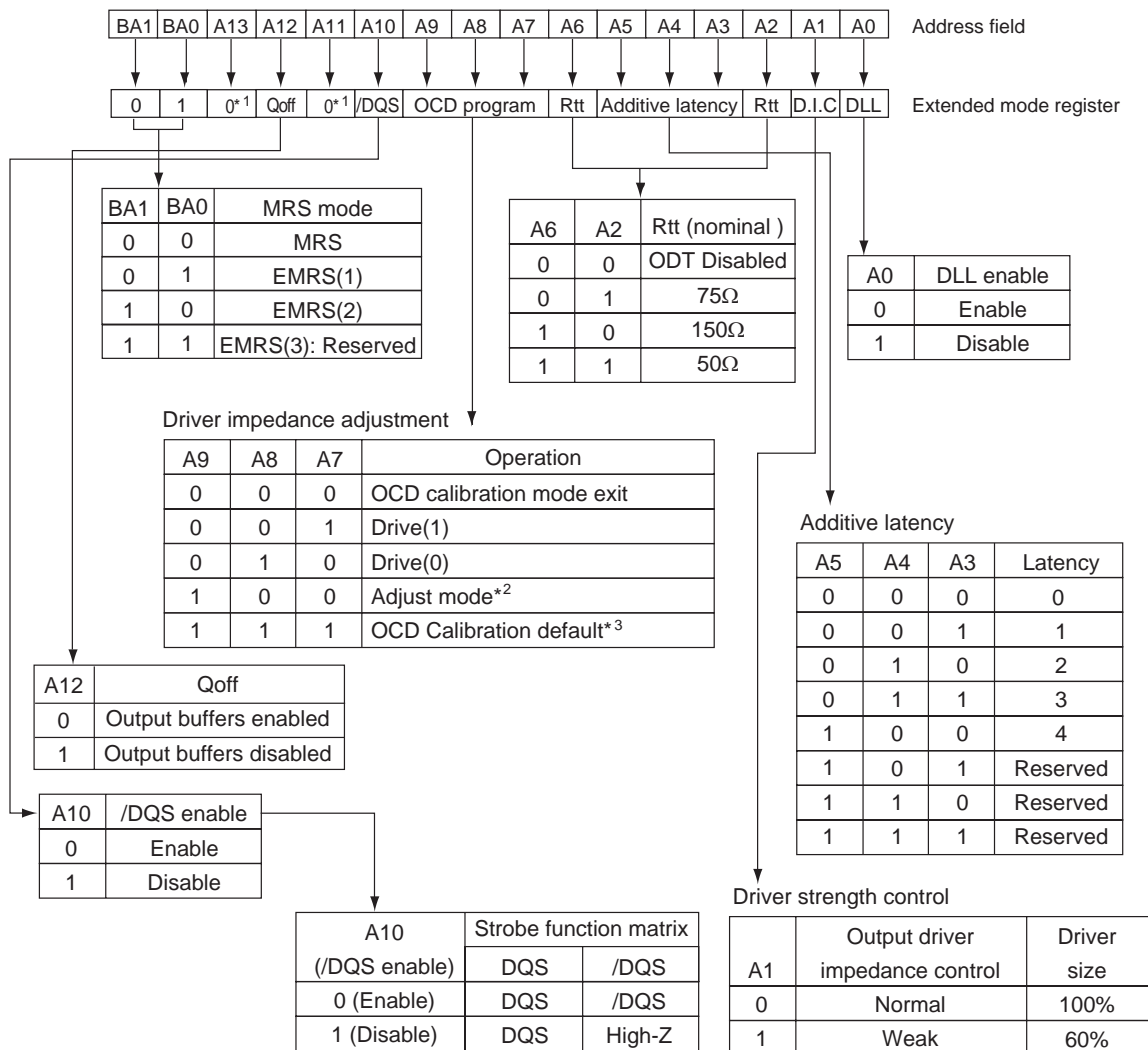 BA1 BA0 A13 A12 A11 A10 A9 A8 A7 A6 A5 A4 A3 A2 A1 A0 Address field
0 1 0*1 Qoff 0*1 /DQS OCD program Rtt Additive latency Rtt D.I.C DLL Extended mode register
BA1 BA0 MRS mode
0 0 MRS
0 1 EMRS(1)
1 0 EMRS(2)
1 1 EMRS(3): Reserved
A6 A2 Rtt (nominal )
0 0 ODT Disabled
0 1 75Ω
1 0 150Ω
1 1 50Ω
A0 DLL enable
0 Enable
1 Disable
Driver impedance adjustment
A9 A8 A7 Operation
0 0 0 OCD calibration mode exit
0 0 1 Drive(1)
0 1 0 Drive(0)
1 0 0 Adjust mode*2
1 1 1 OCD Calibration default*3
Additive latency
A5 A4 A3 Latency
0 0 0 0
0 0 1 1
0 1 0 2
0 1 1 3
1 0 0 4
1 0 1 Reserved
1 1 0 Reserved
1 1 1 Reserved
A12 Qoff
0 Output buffers enabled
1 Output buffers disabled
A10 /DQS enable
0 Enable
1 Disable
A10 Strobe function matrix
(/DQS enable) DQS /DQS
0 (Enable) DQS /DQS
1 (Disable) DQS High-Z
Driver strength control
Output driver Driver
A1 impedance control size
0 Normal 100%
1 Weak 60%